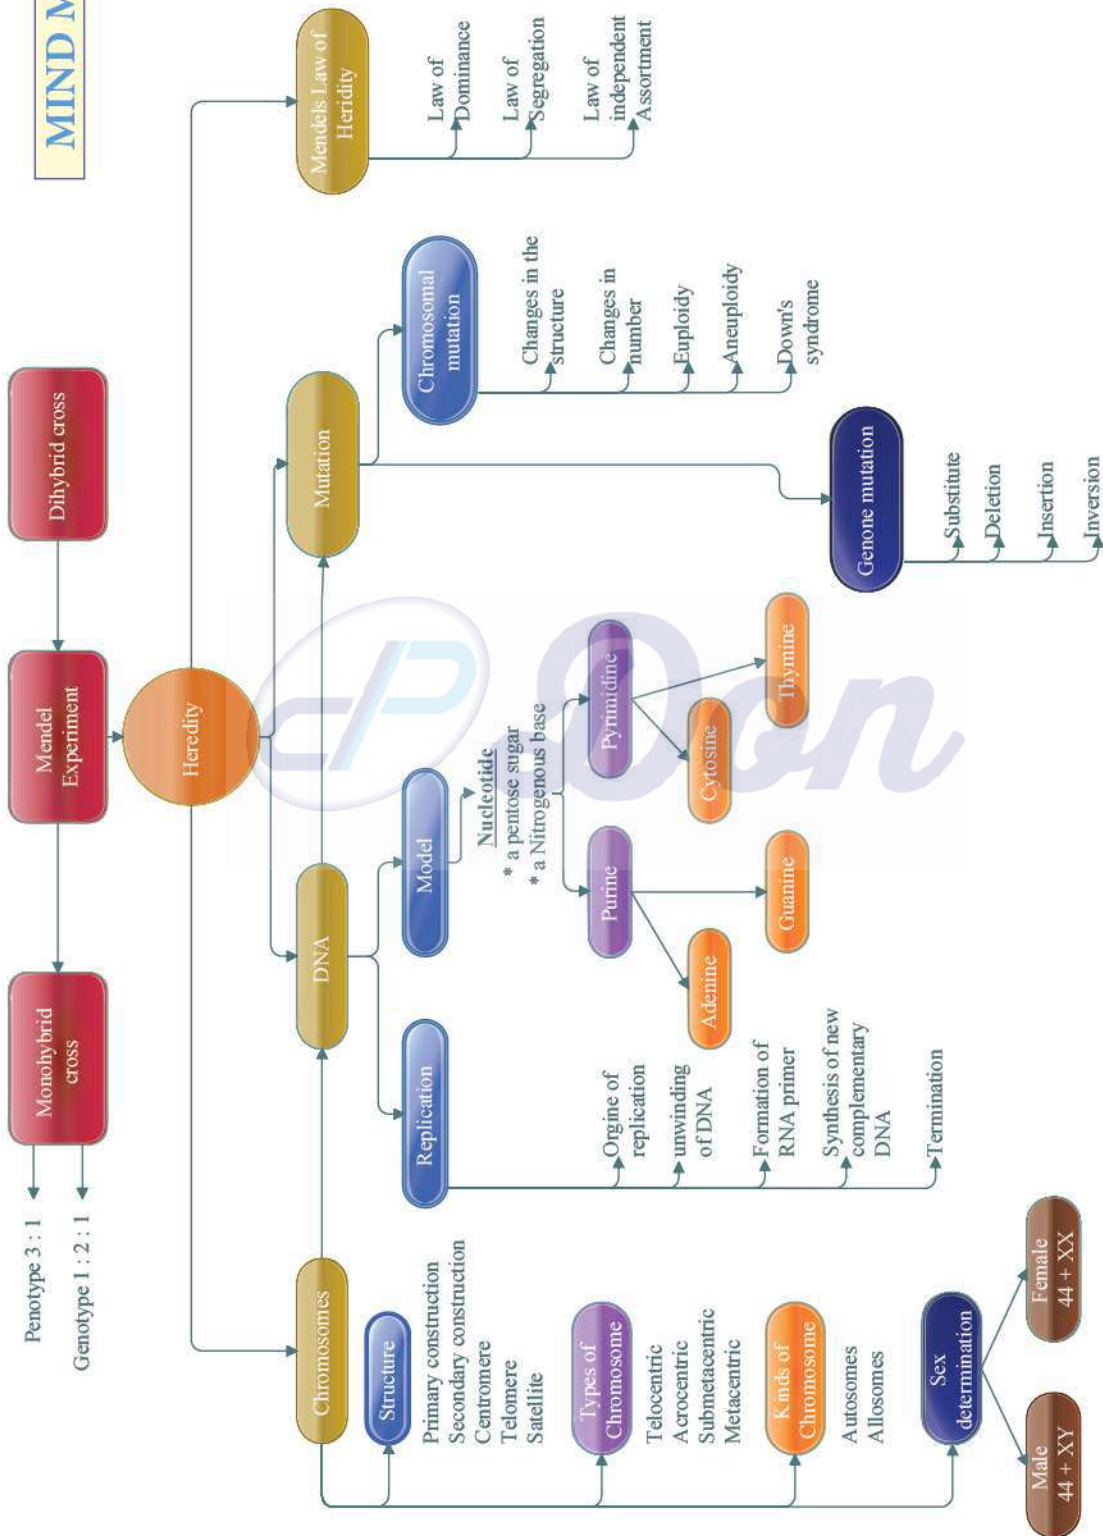 MIND M
Dihybrid cross
Mendel
Experiment
Monohybrid
cross
Penotype 3 : 1
Genotype 1 : 2 : 1
Heredity
Mendels Law of
Heridity
Law of
Dominance
Law of
Segregation
Law of
independent
Assortment
Mutation
Chromosomal
mutation
Changes in the
structure
Changes in
number
Euploidy
Aneuploidy
Down's
syndrome
Genone mutation
Substitute
Deletion
Insertion
Inversion
DNA
Model
Nucleotide
* a pentose sugar
* a Nitrogenous base
Pyrimidine
Thymine
Cytosine
Purine
Guanine
Adenine
Replication
Orgine of
replication
unwinding
of DNA
Formation of
RNA primer
Synthesis of new
complementary
DNA
Termination
Chromosomes
Structure
Primary construction
Secondary construction
Centromere
Telomere
Satellite
Types of
Chromosome
Telocentric
Acrocentric
Submetacentric
Metacentric
Kinds of
Chromosome
Autosomes
Allosomes
Sex
determination
Female
44 + XX
Male
44 + XY
Don